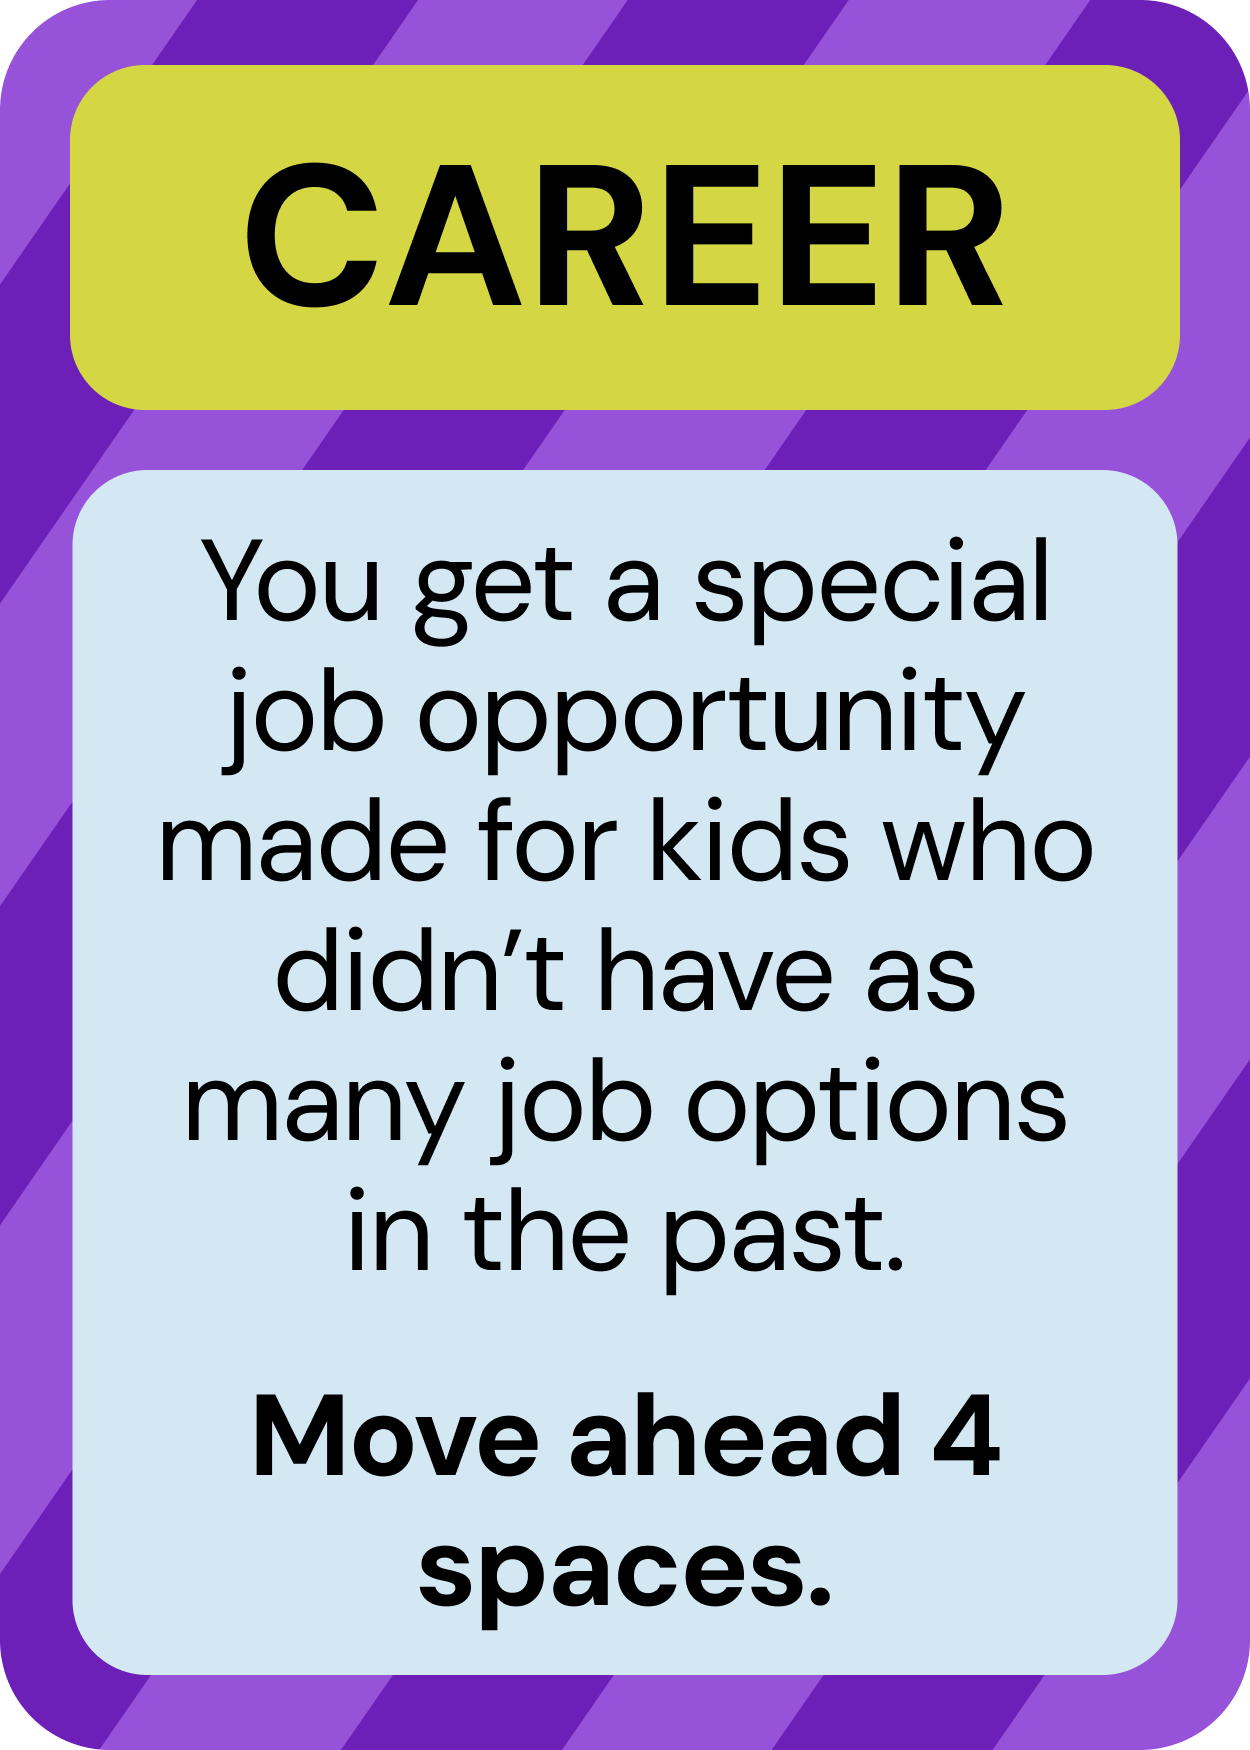 CAREER
You get a special
job opportunity
made for kids who
didn’t have as
many job options
in the past.
Move ahead 4
spaces.